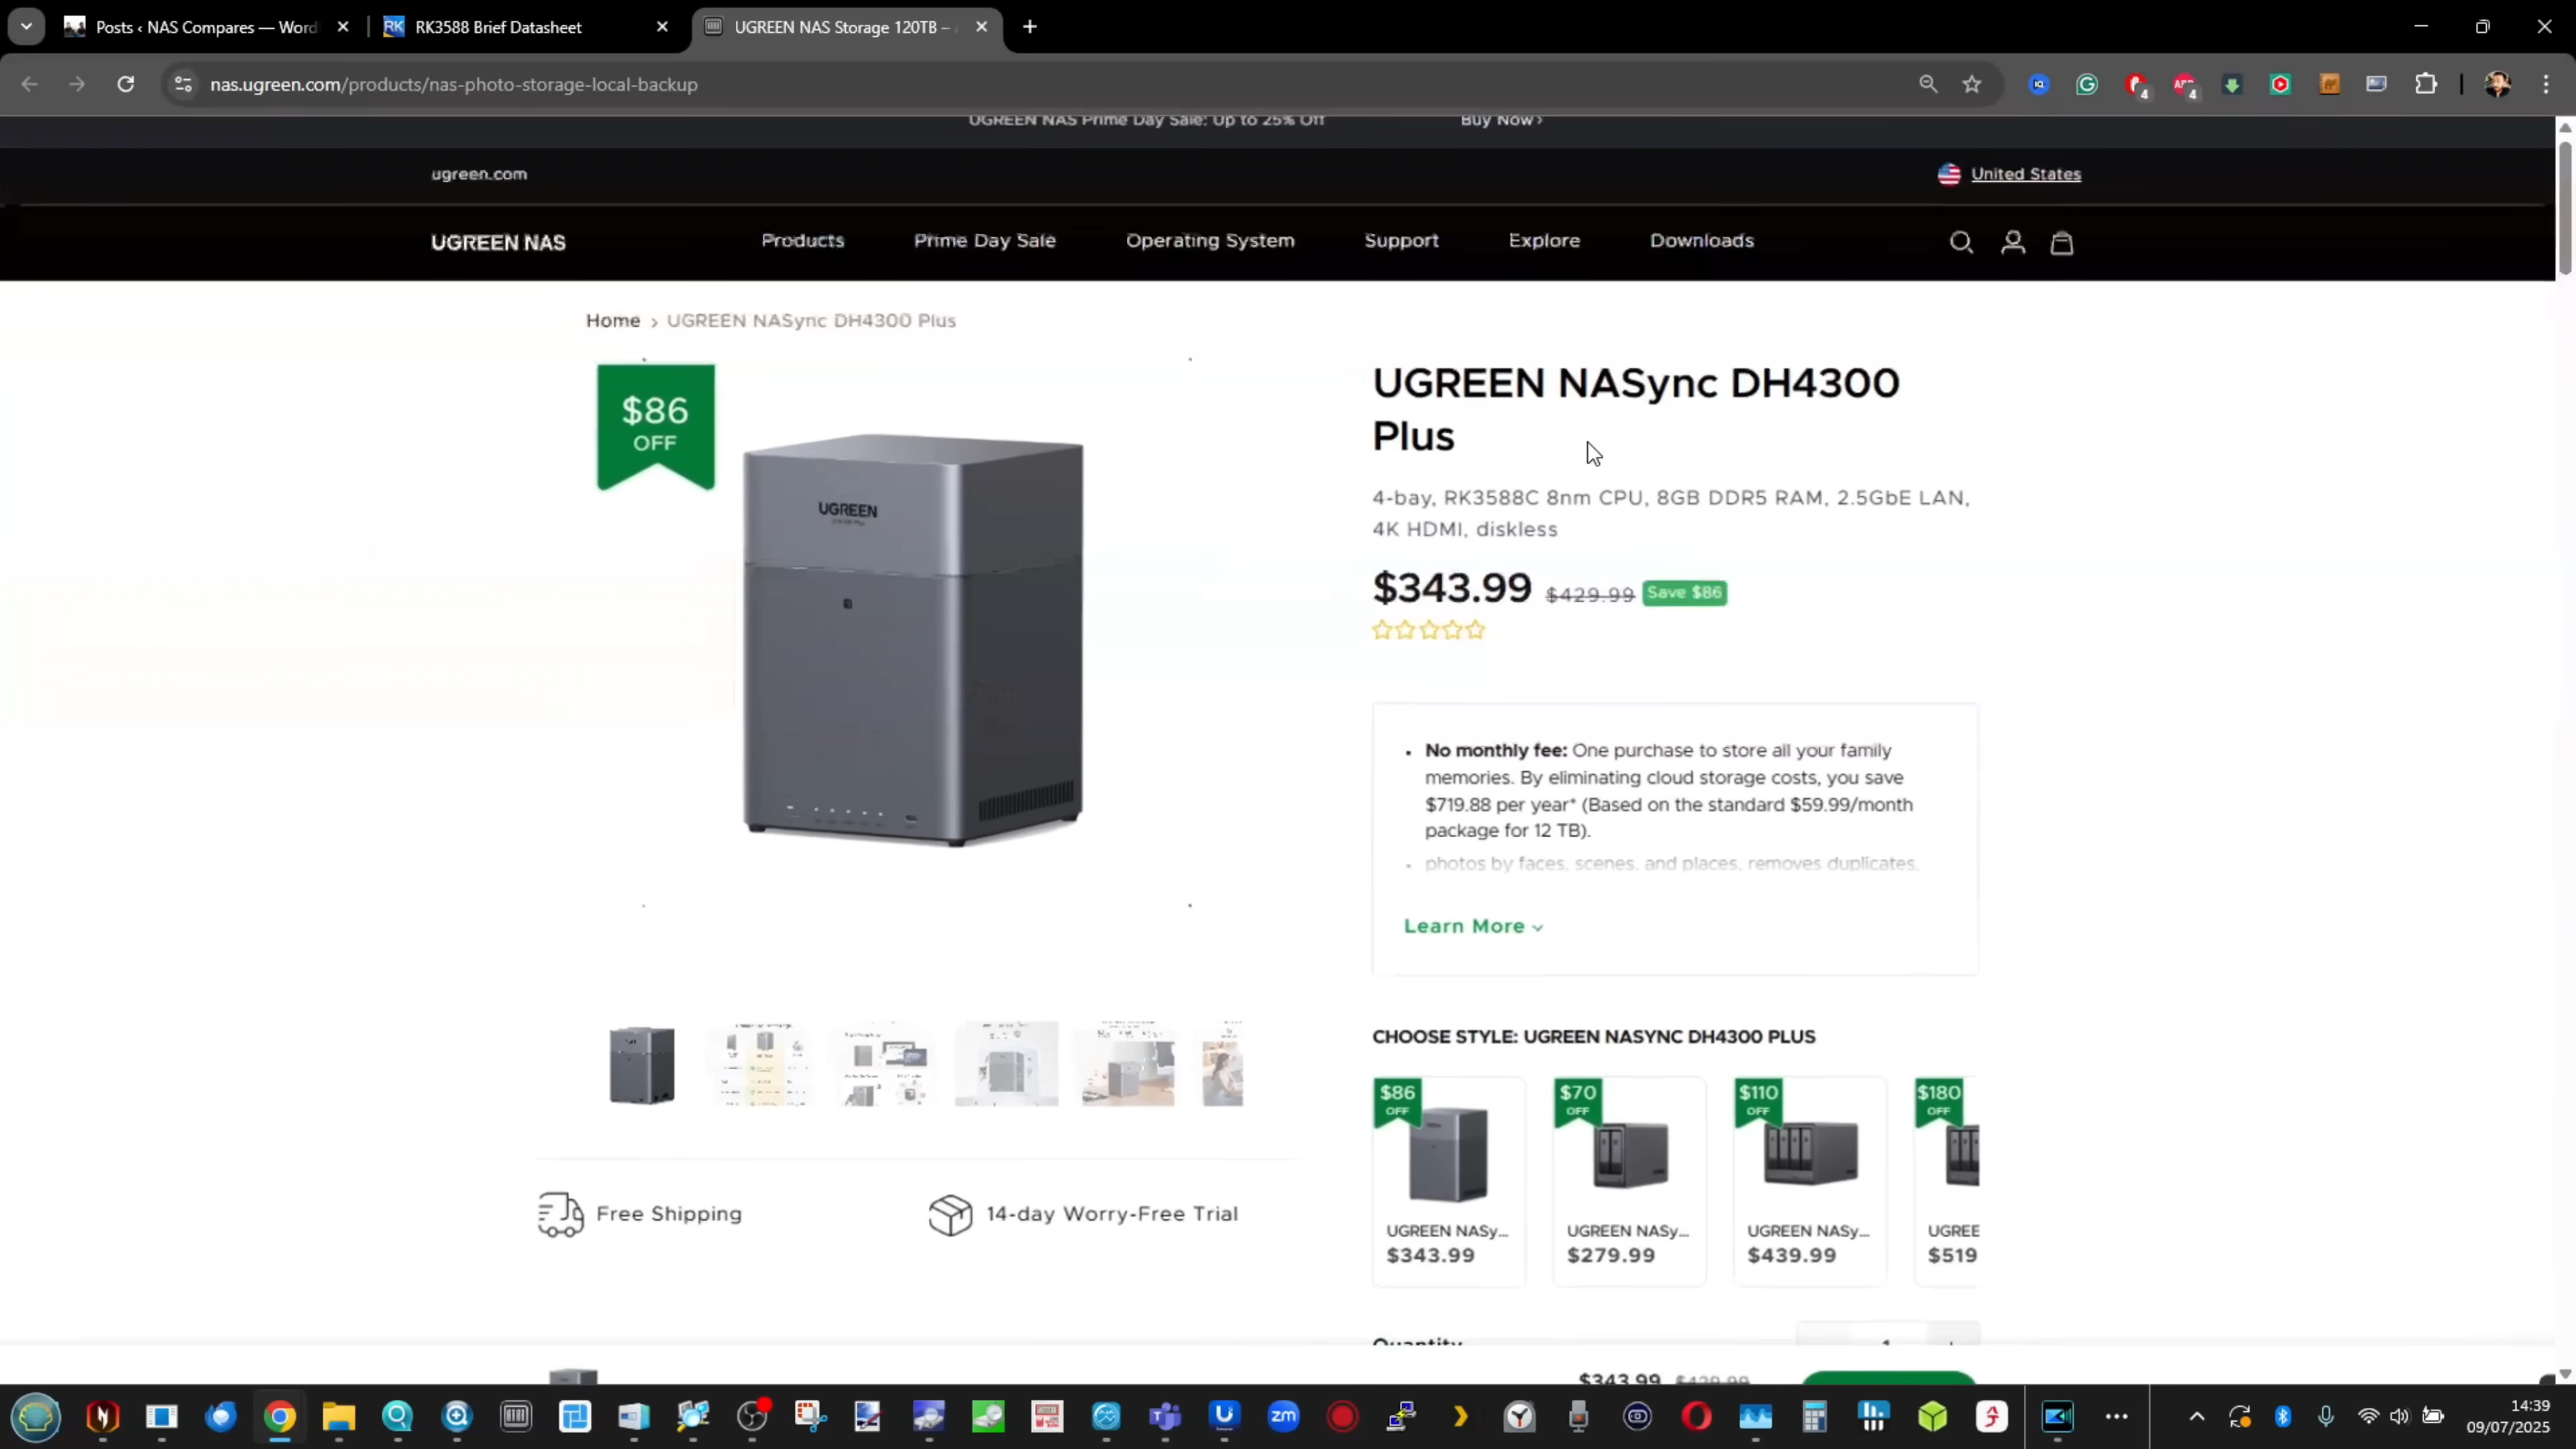 Posts ‹ NAS Compares — Word
RK3588 Brief Datasheet
UGREEN NAS Storage 120TB –
nas.ugreen.com/products/nas-photo-storage-local-backup
4
4
UGREEN NAS Prime Day Sale: Up to 25% Off
Buy Now ›
ugreen.com
United States
UGREEN NAS
Products
Prime Day Sale
Operating System
Support
Explore
Downloads
Home › UGREEN NASync DH4300 Plus
$86
OFF
UGREEN
UGREEN NASync DH4300
Plus
4-bay, RK3588C 8nm CPU, 8GB DDR5 RAM, 2.5GbE LAN,
4K HDMI, diskless
$343.99 $429.99 Save $86
• No monthly fee: One purchase to store all your family
memories. By eliminating cloud storage costs, you save
$719.88 per year* (Based on the standard $59.99/month
package for 12 TB).
• photos by faces, scenes, and places, removes duplicates,
Learn More
CHOOSE STYLE: UGREEN NASYNC DH4300 PLUS
$86
OFF
UGREEN NASy...
$343.99
$70
OFF
UGREEN NASy...
$279.99
$110
OFF
UGREEN NASy...
$439.99
$180
OFF
UGREE
$519
Free Shipping
14-day Worry-Free Trial
Quantity
1
$343.99 $429.99
zm
14:39
09/07/2025